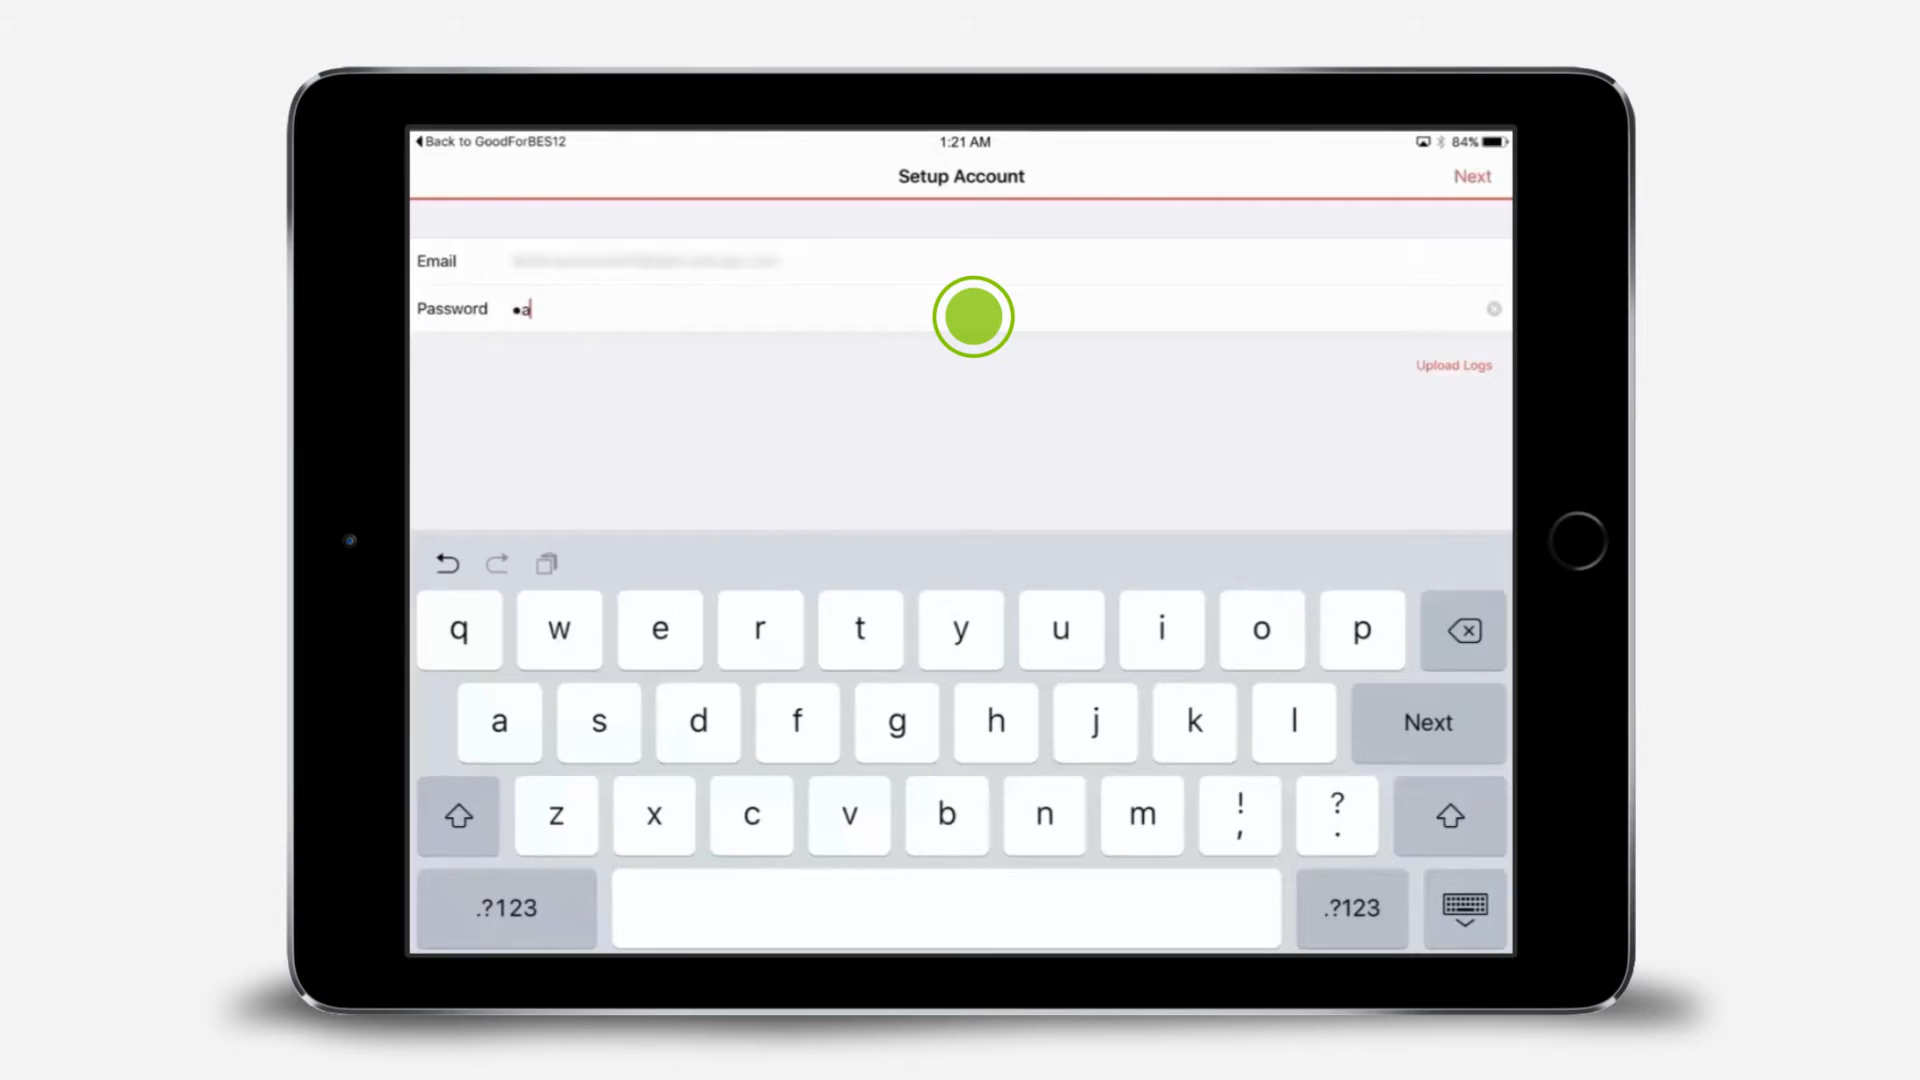 Back to GoodForBES12
1:21 AM
84%
Setup Account
Next
Email
Password •a
Upload Logs
q w e r t y u i o p
a s d f g h j k l Next
z x c v b n m ! , ? .
.?123 .?123